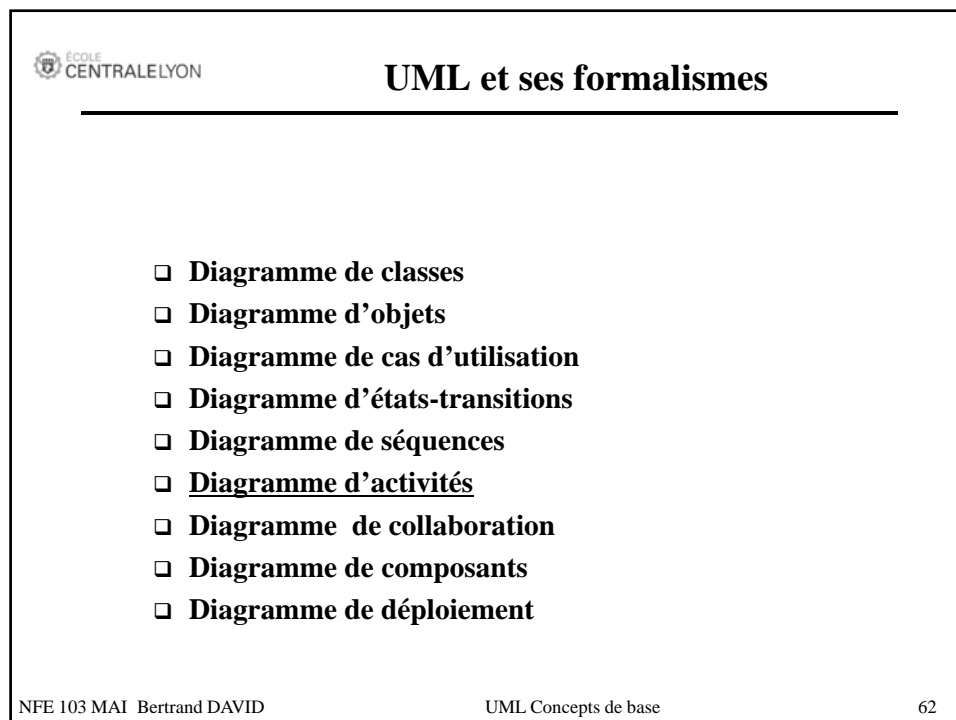 ÉCOLE
CENTRALELYON
UML et ses formalismes
❑ Diagramme de classes
❑ Diagramme d’objets
❑ Diagramme de cas d’utilisation
❑ Diagramme d’états-transitions
❑ Diagramme de séquences
❑ Diagramme d’activités
❑ Diagramme de collaboration
❑ Diagramme de composants
❑ Diagramme de déploiement
NFE 103 MAI Bertrand DAVID UML Concepts de base 62